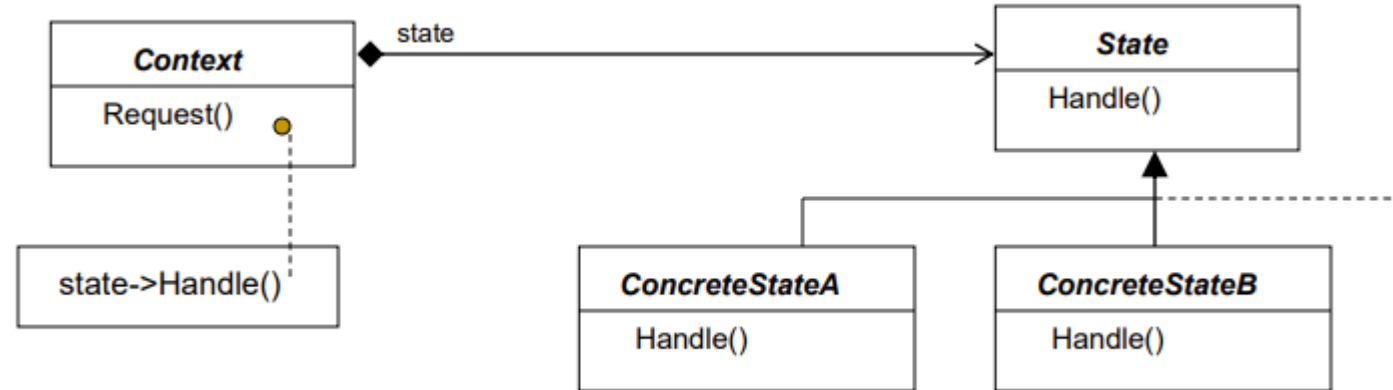 Context
Request()
state
State
Handle()
state->Handle()
ConcreteStateA
Handle()
ConcreteStateB
Handle()